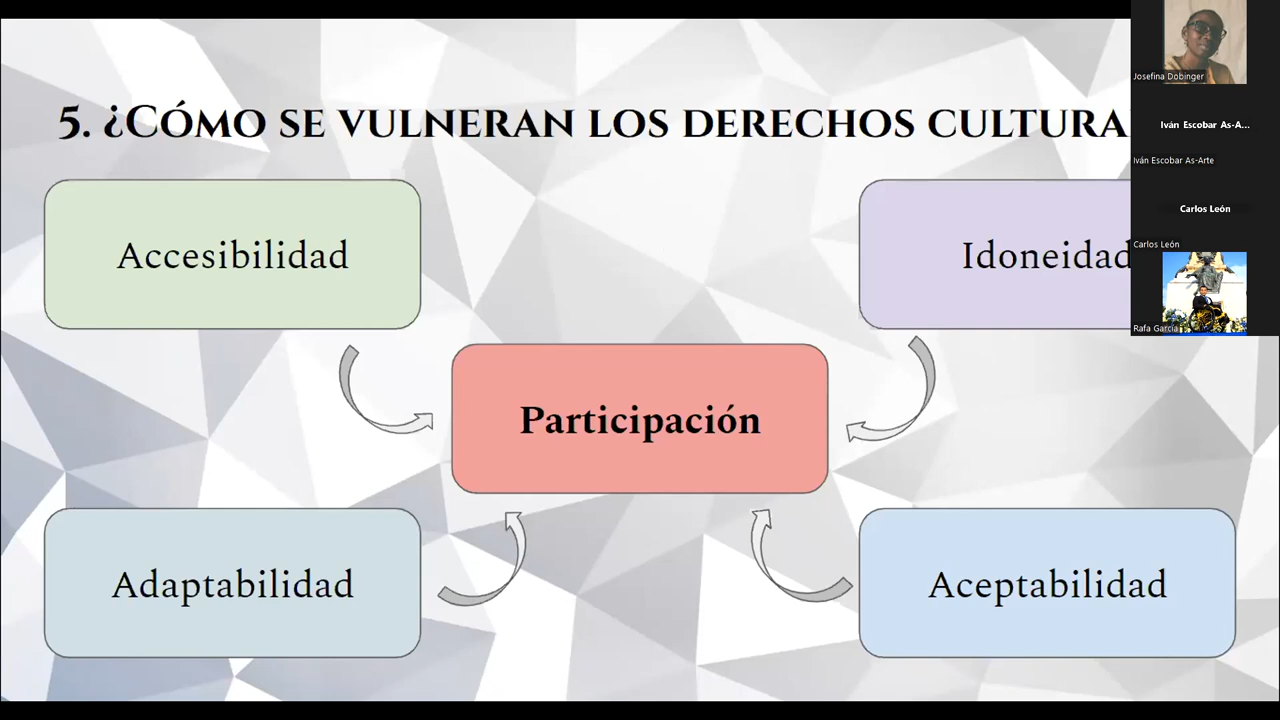 5. ¿CÓMO SE VULNERAN LOS DERECHOS CULTURA
Accesibilidad
Idoneidad
Participación
Adaptabilidad
Aceptabilidad
Josefina Dobinger
Iván Escobar As-A...
Iván Escobar As-Arte
Carlos León
Carlos León
Rafa García